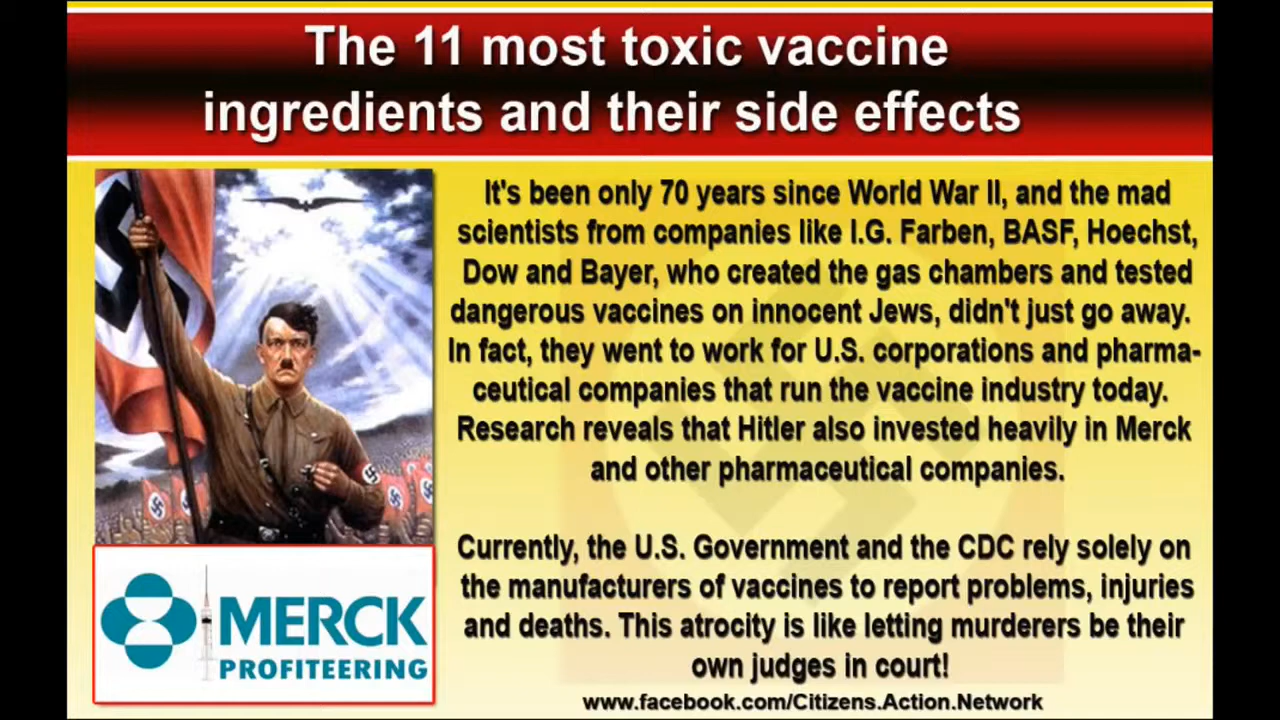 The 11 most toxic vaccine
ingredients and their side effects
It's been only 70 years since World War II, and the mad
scientists from companies like I.G. Farben, BASF, Hoechst,
Dow and Bayer, who created the gas chambers and tested
dangerous vaccines on innocent Jews, didn't just go away.
In fact, they went to work for U.S. corporations and pharma-
ceutical companies that run the vaccine industry today.
Research reveals that Hitler also invested heavily in Merck
and other pharmaceutical companies.
Currently, the U.S. Government and the CDC rely solely on
the manufacturers of vaccines to report problems, injuries
and deaths. This atrocity is like letting murderers be their
own judges in court!
www.facebook.com/Citizens.Action.Network
MERCK
PROFITEERING